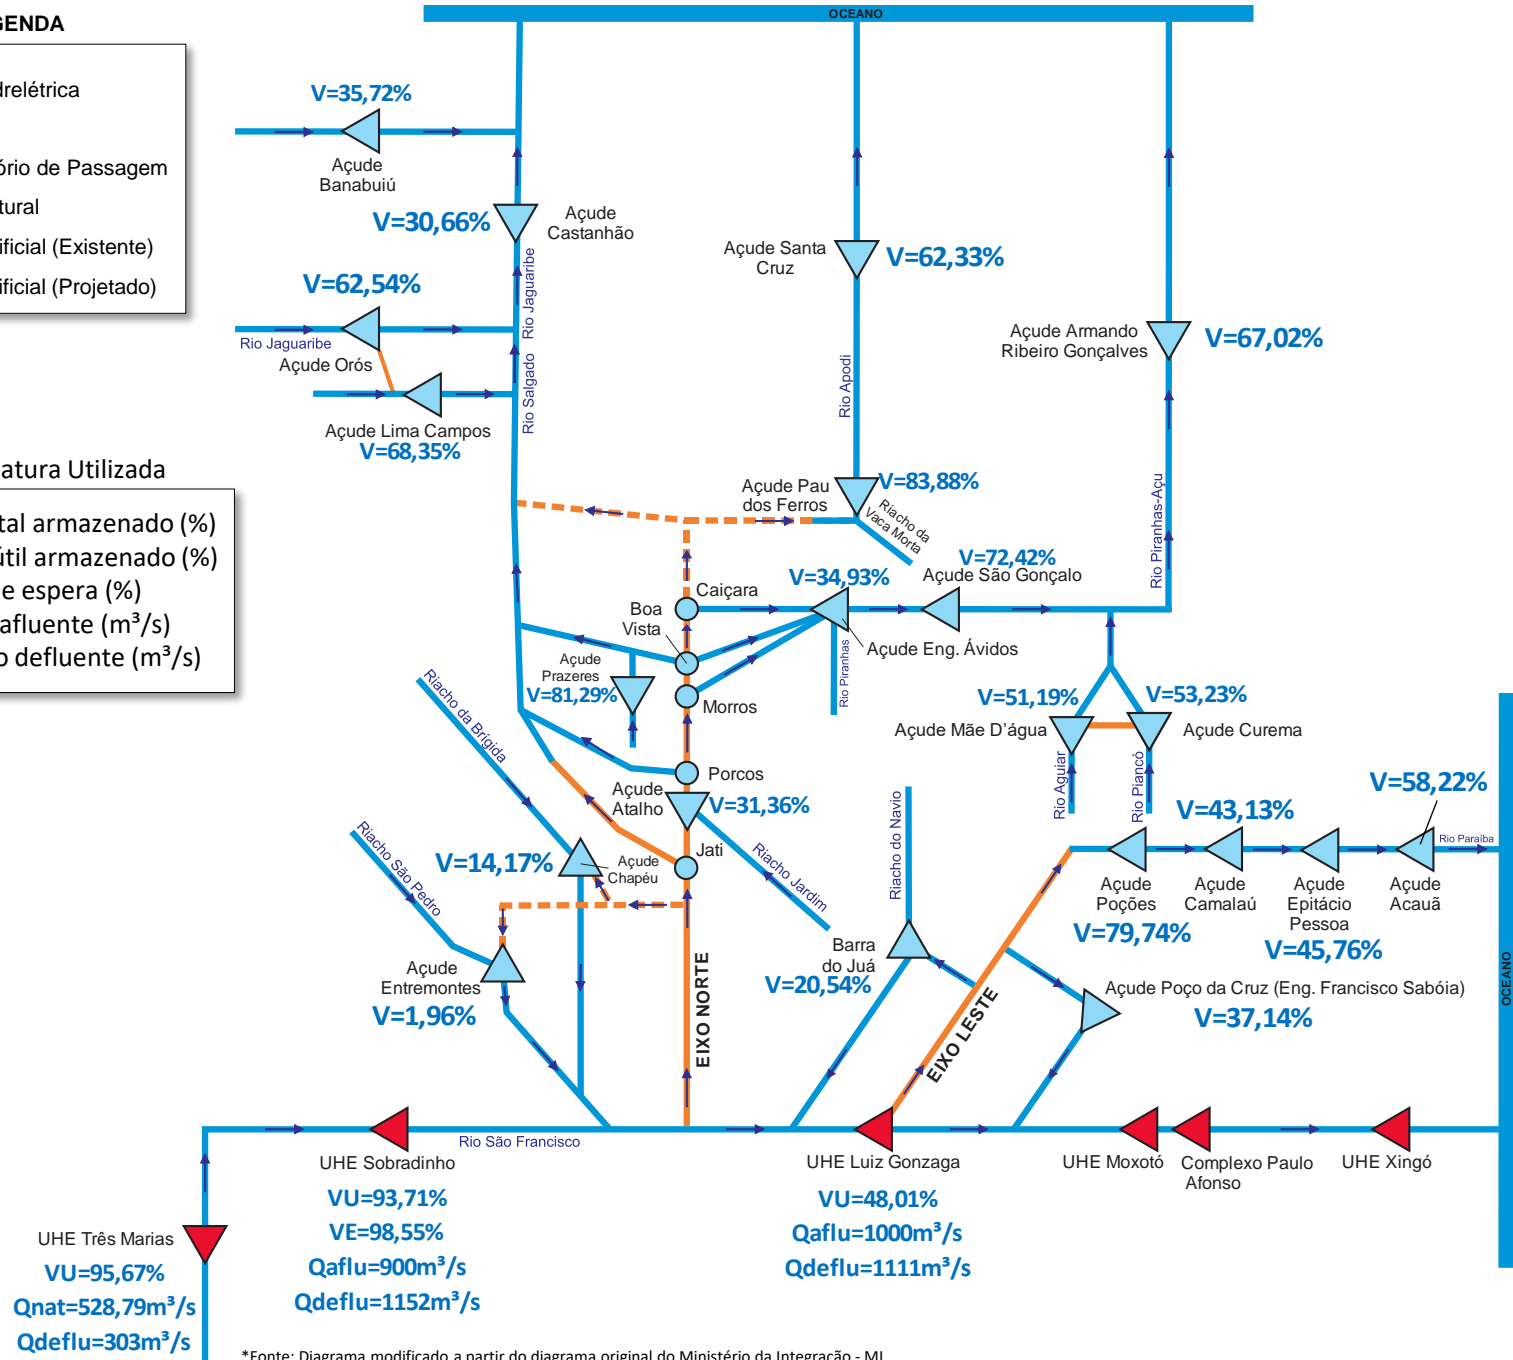 GENDA
drelétrica
ório de Passagem
tural
ificial (Existente)
ificial (Projetado)
atura Utilizada
tal armazenado (%)
útil armazenado (%)
e espera (%)
afluente (m³/s)
o defluente (m³/s)
OCEANO
V=35,72%
Açude
Banabuiú
V=30,66%
Açude
Castanhão
Rio Jaguaribe
V=62,54%
Rio Jaguaribe
Açude Orós
Rio Salgado
Açude Lima Campos
V=68,35%
Açude Santa
Cruz
V=62,33%
Rio Apodi
Açude Armando
Ribeiro Gonçalves
V=67,02%
Rio Piranhas-Açu
Açude Pau
dos Ferros
V=83,88%
Riacho da
Vaca Morta
V=72,42%
Açude São Gonçalo
V=34,93%
Açude Eng. Ávidos
Rio Piranhas
Caiçara
Boa
Vista
Morros
Açude
Prazeres
V=81,29%
Porcos
Açude
Atalho
V=31,36%
Jati
Riacho Jardim
Riacho da Brígida
Riacho São Pedro
V=14,17%
Açude
Chapéu
Açude
Entremontes
V=1,96%
EIXO NORTE
V=51,19%
Açude Mãe D’água
V=53,23%
Açude Curema
Rio Aguiar
Rio Piancó
V=58,22%
V=43,13%
Rio Paraíba
Açude
Poções
V=79,74%
Açude
Camalaú
Açude
Epitácio
Pessoa
V=45,76%
Açude
Acauã
Riacho do Navio
Barra
do Juá
V=20,54%
EIXO LESTE
Açude Poço da Cruz (Eng. Francisco Sabóia)
V=37,14%
OCEANO
Rio São Francisco
UHE Sobradinho
VU=93,71%
VE=98,55%
Qaflu=900m³/s
Qdeflu=1152m³/s
UHE Luiz Gonzaga
VU=48,01%
Qaflu=1000m³/s
Qdeflu=1111m³/s
UHE Moxotó
Complexo Paulo
Afonso
UHE Xingó
UHE Três Marias
VU=95,67%
Qnat=528,79m³/s
Qdeflu=303m³/s
*Fonte: Diagrama modificado a partir do diagrama original do Ministério da Integração - MI